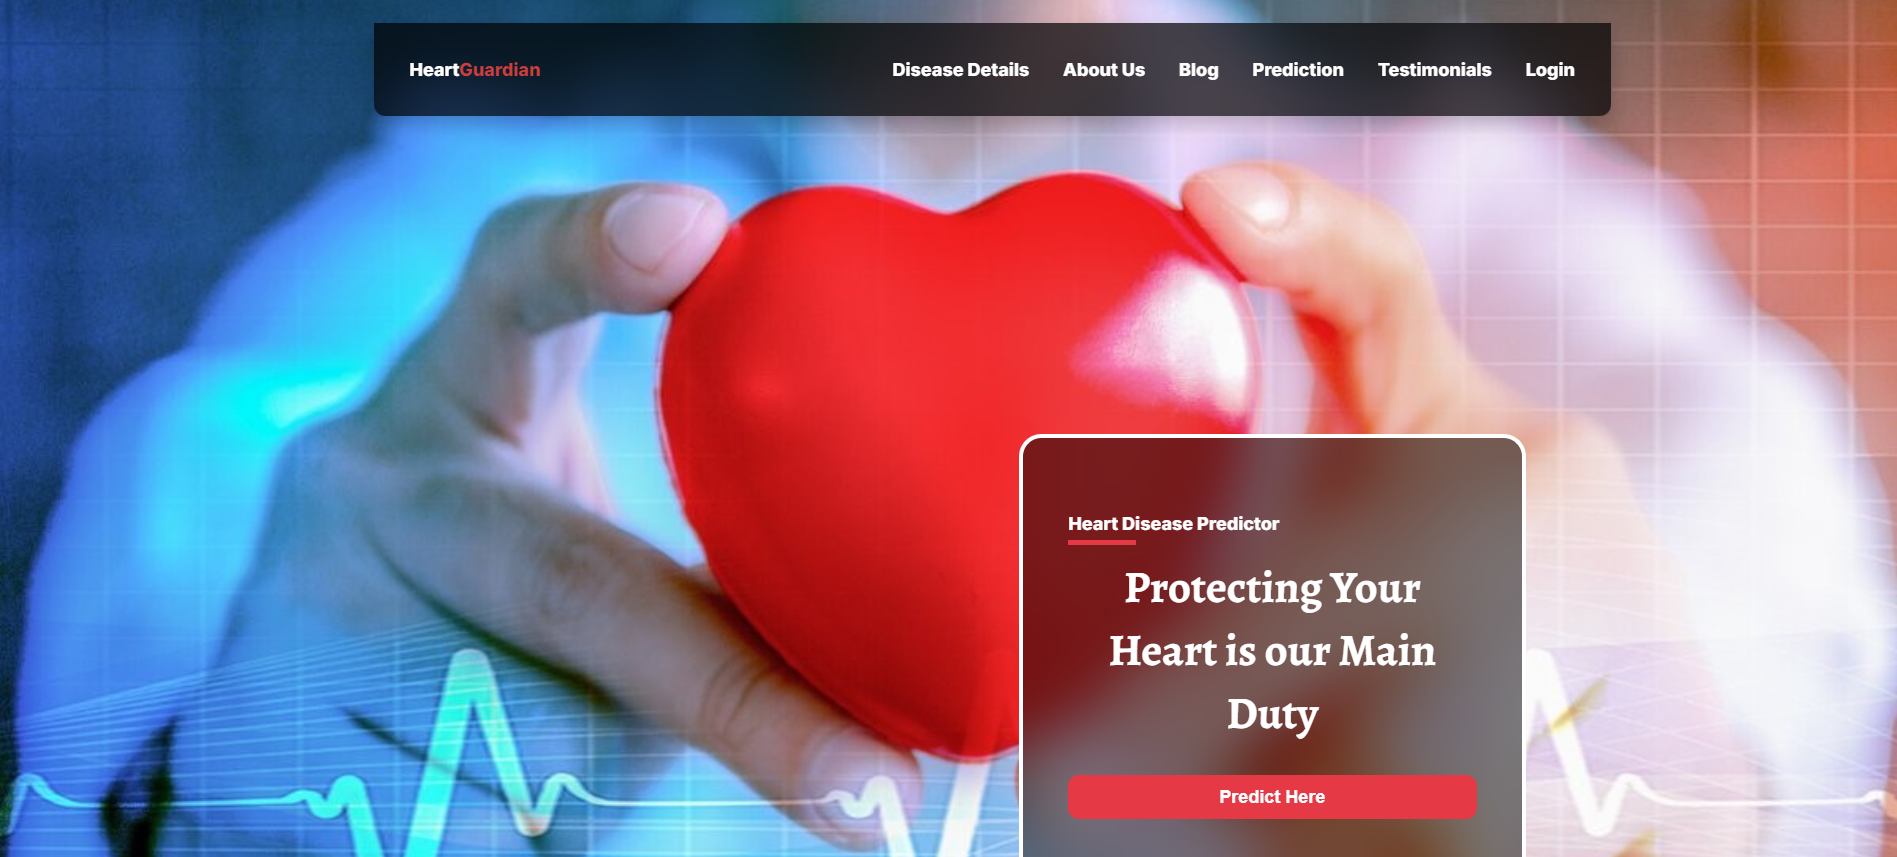 HeartGuardian
Disease Details About Us Blog Prediction Testimonials Login
Heart Disease Predictor
Protecting Your
Heart is our Main
Duty
Predict Here